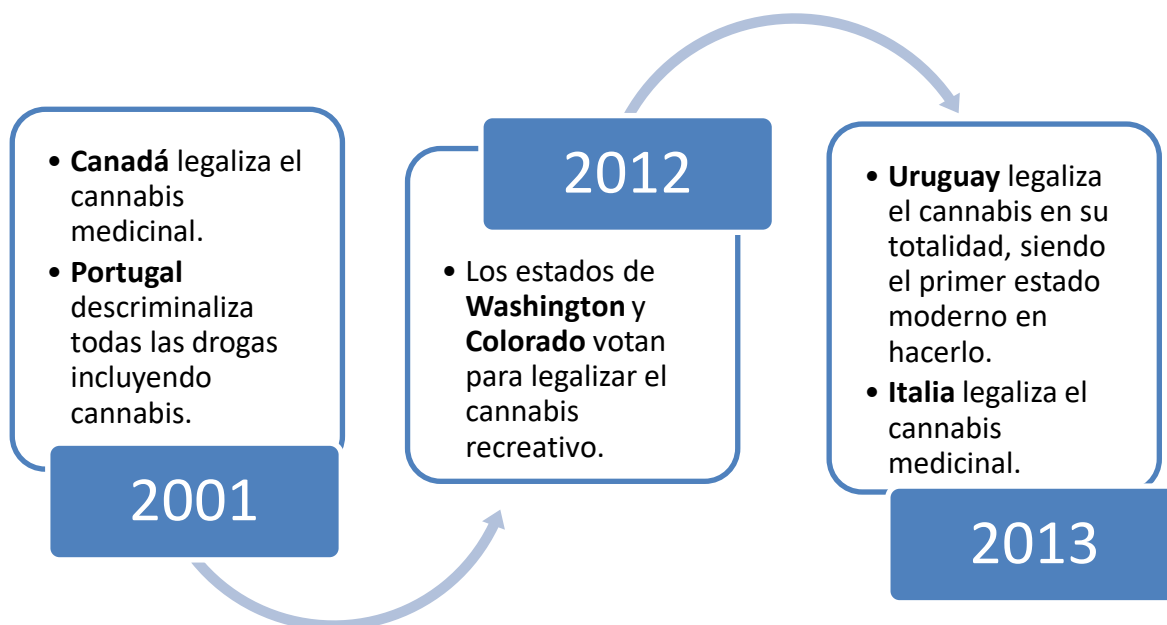 • Canadá legaliza el
cannabis
medicinal.
• Portugal
descriminaliza
todas las drogas
incluyendo
cannabis.
2001
2012
• Los estados de
Washington y
Colorado votan
para legalizar el
cannabis
recreativo.
• Uruguay legaliza
el cannabis en su
totalidad, siendo
el primer estado
moderno en
hacerlo.
• Italia legaliza el
cannabis
medicinal.
2013